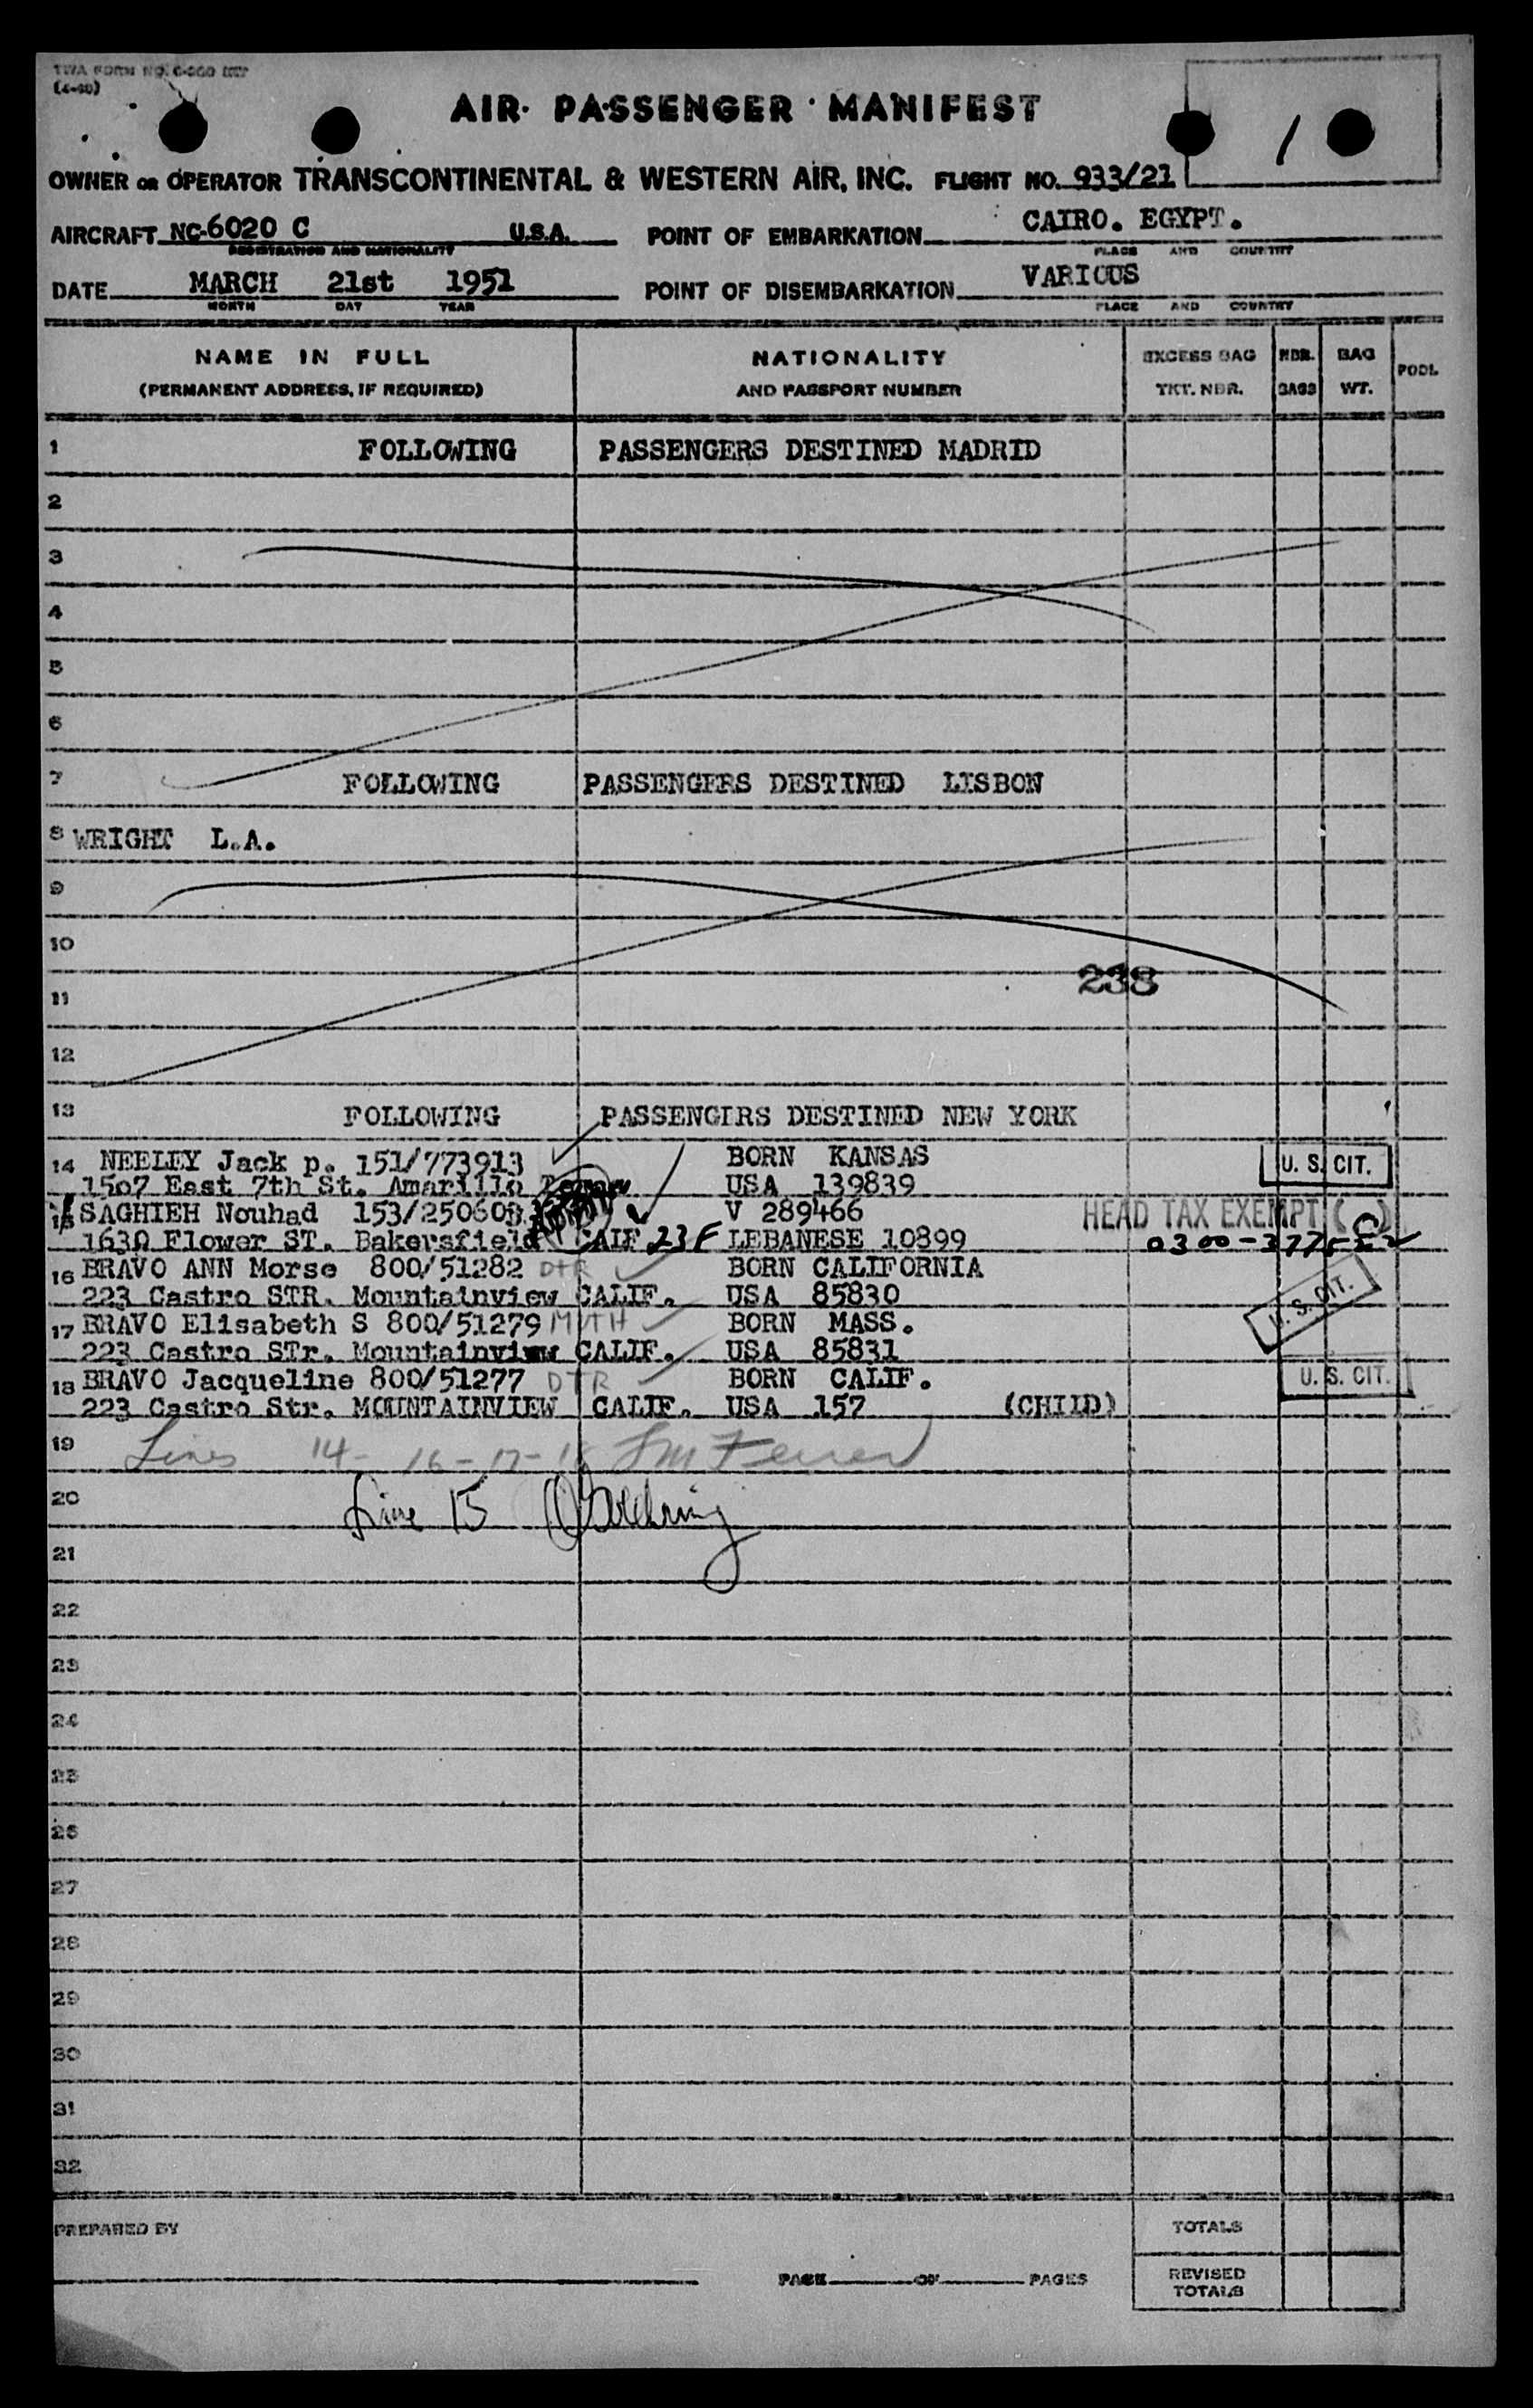 TWA FORM NO.
AIR PASSENGER MANIFEST
1
OWNER OR OPERATOR TRANSCONTINENTAL & WESTERN AIR, INC. FLIGHT NO. 933/21
AIRCRAFT NC-6020 C U.S.A. POINT OF EMBARKATION CAIRO. EGYPT.
REGISTRATION AND NATIONALITY PLACE AND COUNTRY
DATE MARCH 21st 1951 POINT OF DISEMBARKATION VARIOUS
MONTH DAY YEAR PLACE AND COUNTRY
NAME IN FULL NATIONALITY EXCESS BAG NBR. BAG
(PERMANENT ADDRESS, IF REQUIRED) AND PASSPORT NUMBER TKT. NBR. BAGS WT.
1 FOLLOWING PASSENGERS DESTINED MADRID
2
3
4
5
6
7 FOLLOWING PASSENGERS DESTINED LISBON
8 WRIGHT L.A.
9
10
238
11
12
13 FOLLOWING PASSENGIRS DESTINED NEW YORK
14 NEELEY Jack p. 151/773913 BORN KANSAS U. S. CIT.
1507 East 7th St. Amarillo USA 139839
15 SAGHIEH Nouhad 153/250608 V 289466 HEAD TAX EXEMPT
1630 Flower ST. Bakersfield CALIF 23F LEBANESE 10899
16 BRAVO ANN Morse 800/51282 DTR BORN CALIFORNIA U. S. CIT.
223 Castro STR. Mountainview CALIF. USA 85830
17 BRAVO Elisabeth S 800/51279 MOTH BORN MASS.
223 Castro STr. Mountainview CALIF. USA 85831
18 BRAVO Jacqueline 800/51277 DTR BORN CALIF. U. S. CIT.
223 Castro Str. MOUNTAINVIEW CALIF. USA 157 (CHILD)
19 Lines 14- 16-17-18
20 Line 15
21
22
23
24
25
26
27
28
29
30
31
32
PREPARED BY TOTALS
PAGE OF PAGES REVISED
TOTALS